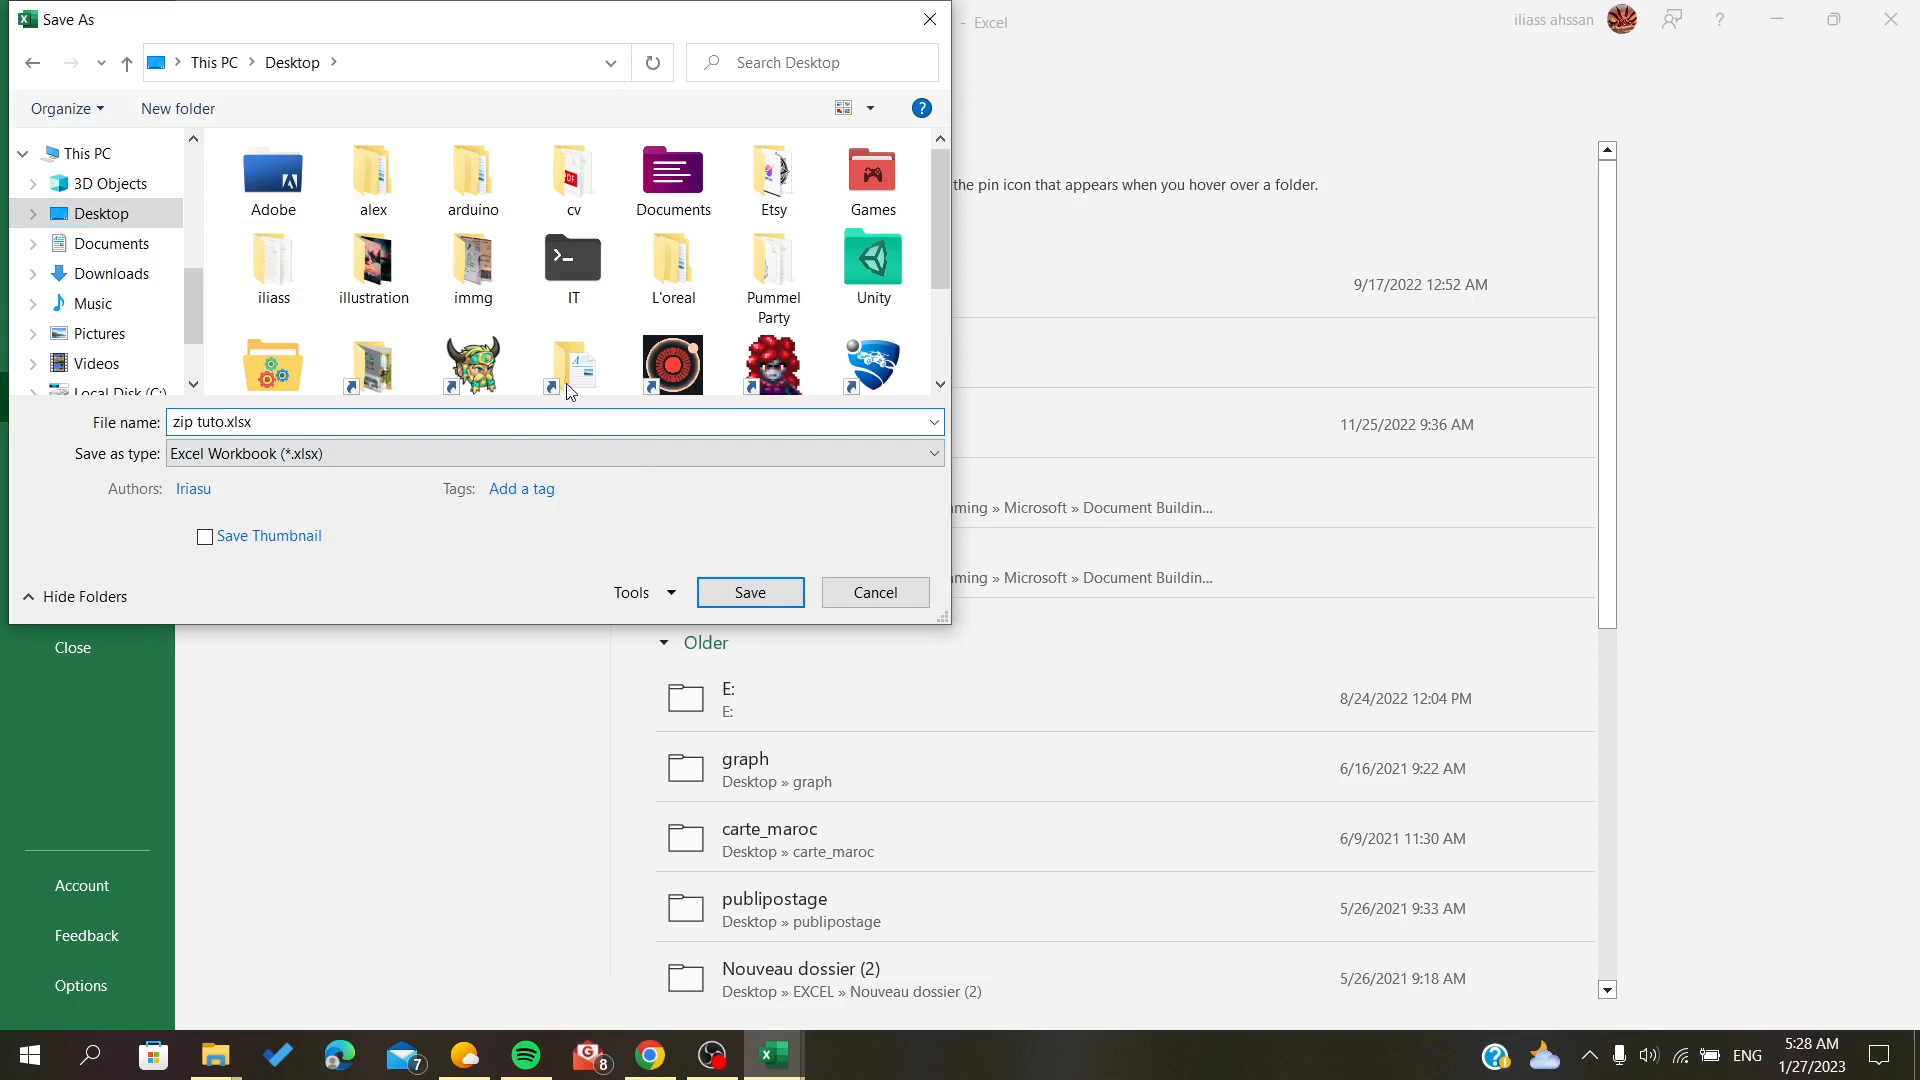 Save As
- Excel
iliass ahssan
?
This PC
Desktop
Search Desktop
Organize
New folder
?
This PC
3D Objects
Desktop
Documents
Downloads
Music
Pictures
Videos
Local Disk (C:)
Adobe
alex
arduino
cv
Documents
Etsy
Games
iliass
illustration
immg
IT
L'oreal
Pummel
Party
Unity
File name: zip tuto.xlsx
Save as type: Excel Workbook (*.xlsx)
Authors: Iriasu
Tags: Add a tag
Save Thumbnail
Hide Folders
Tools
Save
Cancel
the pin icon that appears when you hover over a folder.
9/17/2022 12:52 AM
11/25/2022 9:36 AM
ming » Microsoft » Document Buildin...
ming » Microsoft » Document Buildin...
Older
E:
E:
8/24/2022 12:04 PM
graph
Desktop » graph
6/16/2021 9:22 AM
carte_maroc
Desktop » carte_maroc
6/9/2021 11:30 AM
publipostage
Desktop » publipostage
5/26/2021 9:33 AM
Nouveau dossier (2)
Desktop » EXCEL » Nouveau dossier (2)
5/26/2021 9:18 AM
Close
Account
Feedback
Options
7
8
ENG
5:28 AM
1/27/2023